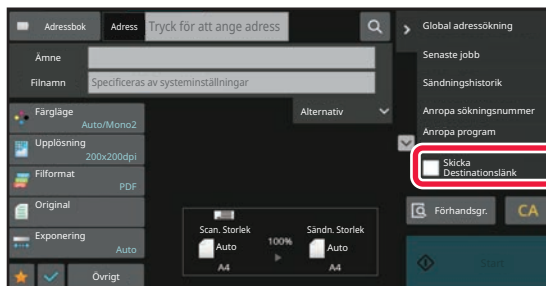 Adressbok
Adress
Tryck för att ange adress
Ämne
Filnamn
Specificeras av systeminställningar
Alternativ
Färgläge
Auto/Mono2
Upplösning
200x200dpi
Filformat
PDF
Original
Exponering
Auto
Övrigt
Scan. Storlek
Auto
A4
100%
Sändn. Storlek
Auto
A4
Global adressökning
Senaste jobb
Sändningshistorik
Anropa sökningsnummer
Anropa program
Skicka
Destinationslänk
Förhandsgr.
CA
Start